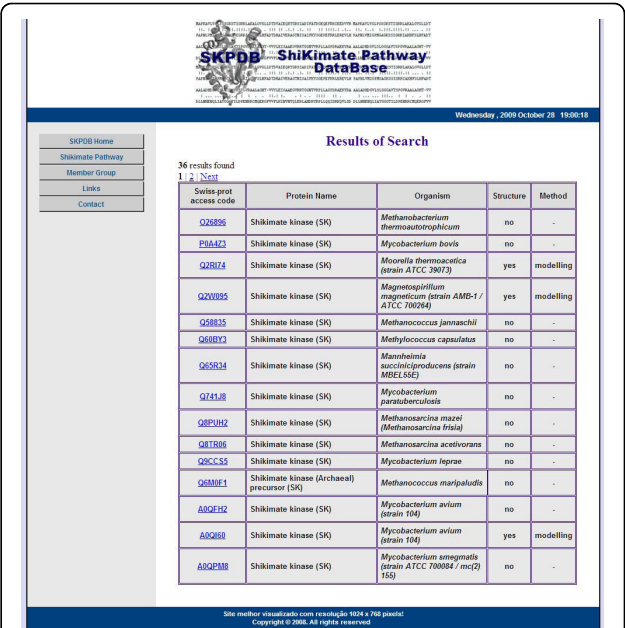 SKPDB ShiKimate Pathway
DataBase
Wednesday , 2009 October 28 19:00:18
SKPDB Home
Shikimate Pathway
Member Group
Links
Contact
Results of Search
36 results found
1 | 2 | Next
Swiss-prot access code Protein Name Organism Structure Method
O26896 Shikimate kinase (SK) Methanobacterium thermoautotrophicum no -
P0A4Z3 Shikimate kinase (SK) Mycobacterium bovis no -
Q2RI74 Shikimate kinase (SK) Moorella thermoacetica (strain ATCC 39073) yes modelling
Q2W095 Shikimate kinase (SK) Magnetospirillum magneticum (strain AMB-1 / ATCC 700264) yes modelling
Q58835 Shikimate kinase (SK) Methanococcus jannaschii no -
Q60BY3 Shikimate kinase (SK) Methylococcus capsulatus no -
Q65R34 Shikimate kinase (SK) Mannheimia succiniciproducens (strain MBEL55E) no -
Q741J8 Shikimate kinase (SK) Mycobacterium paratuberculosis no -
Q8PUH2 Shikimate kinase (SK) Methanosarcina mazei (Methanosarcina frisia) no -
Q8TR06 Shikimate kinase (SK) Methanosarcina acetivorans no -
Q9CCS5 Shikimate kinase (SK) Mycobacterium leprae no -
Q6M0F1 Shikimate kinase (Archaeal) precursor (SK) Methanococcus maripaludis no -
A0QFH2 Shikimate kinase (SK) Mycobacterium avium (strain 104) no -
A0QI60 Shikimate kinase (SK) Mycobacterium avium (strain 104) yes modelling
A0QPM8 Shikimate kinase (SK) Mycobacterium smegmatis (strain ATCC 700084 / mc(2) 155) no -
Site melhor visualizado com resolução 1024 x 768 pixels!
Copyright © 2008. All rights reserved